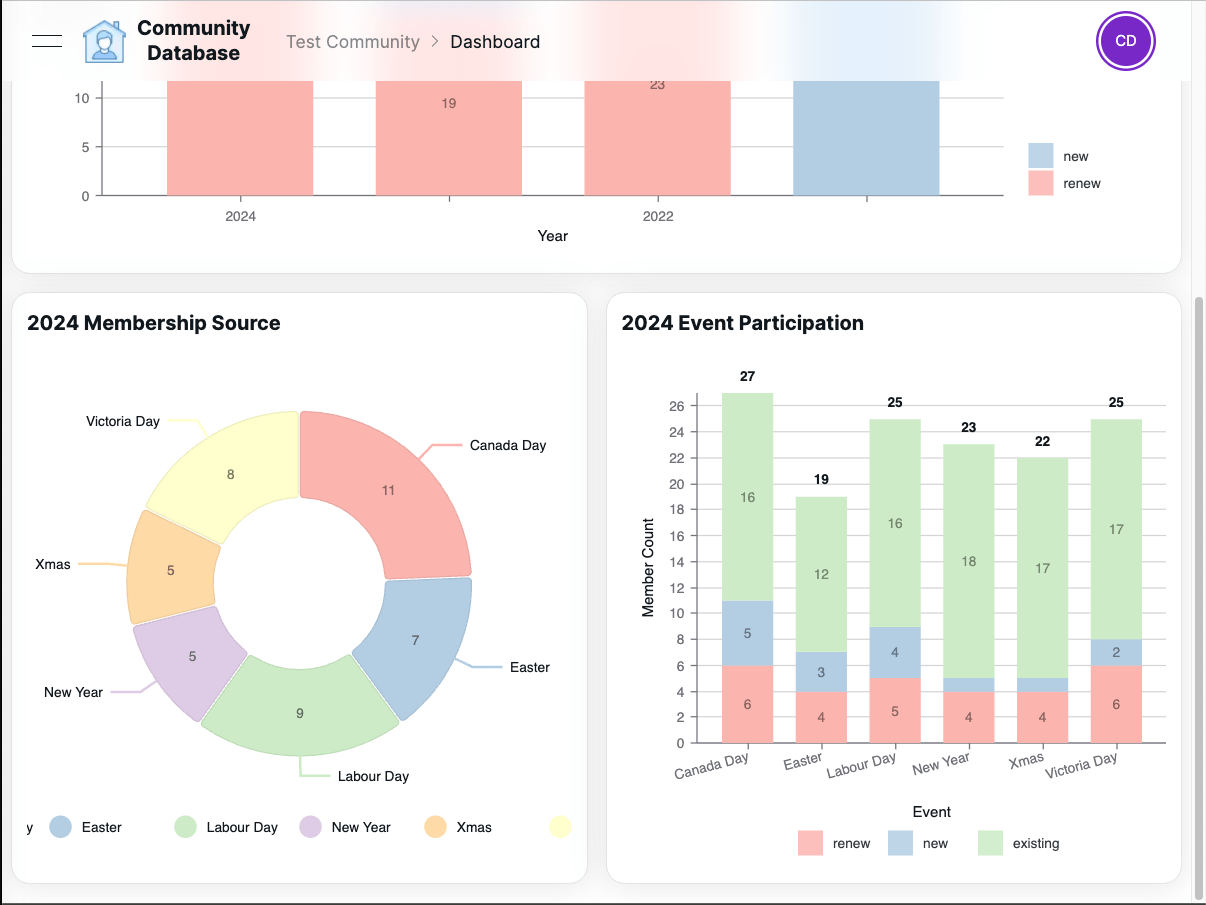 Community
Database
Test Community > Dashboard
CD
10
5
0
19
23
2024
2022
Year
new
renew
2024 Membership Source
Victoria Day
Canada Day
8
11
Xmas
5
7
5
New Year
Easter
9
Labour Day
y
Easter
Labour Day
New Year
Xmas
2024 Event Participation
27
26
25
25
24
23
22
22
20
19
18
16
14
12
10
8
6
4
2
0
Member Count
16
12
16
18
17
17
5
3
4
2
6
4
5
4
4
6
Canada Day
Easter
Labour Day
New Year
Xmas
Victoria Day
Event
renew
new
existing